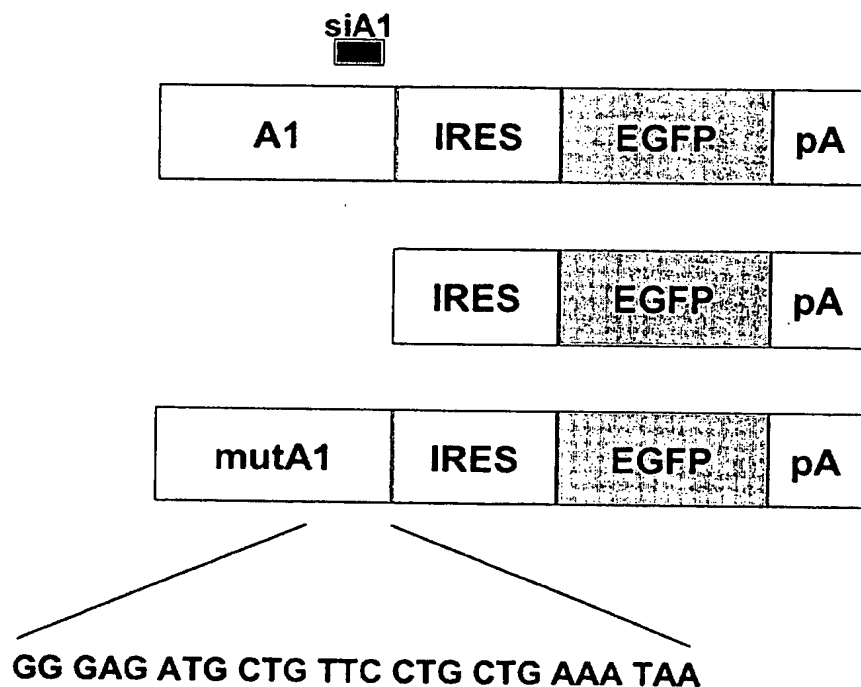 siA1
A1 IRES EGFP pA
IRES EGFP pA
mutA1 IRES EGFP pA
GG GAG ATG CTG TTC CTG CTG AAA TAA